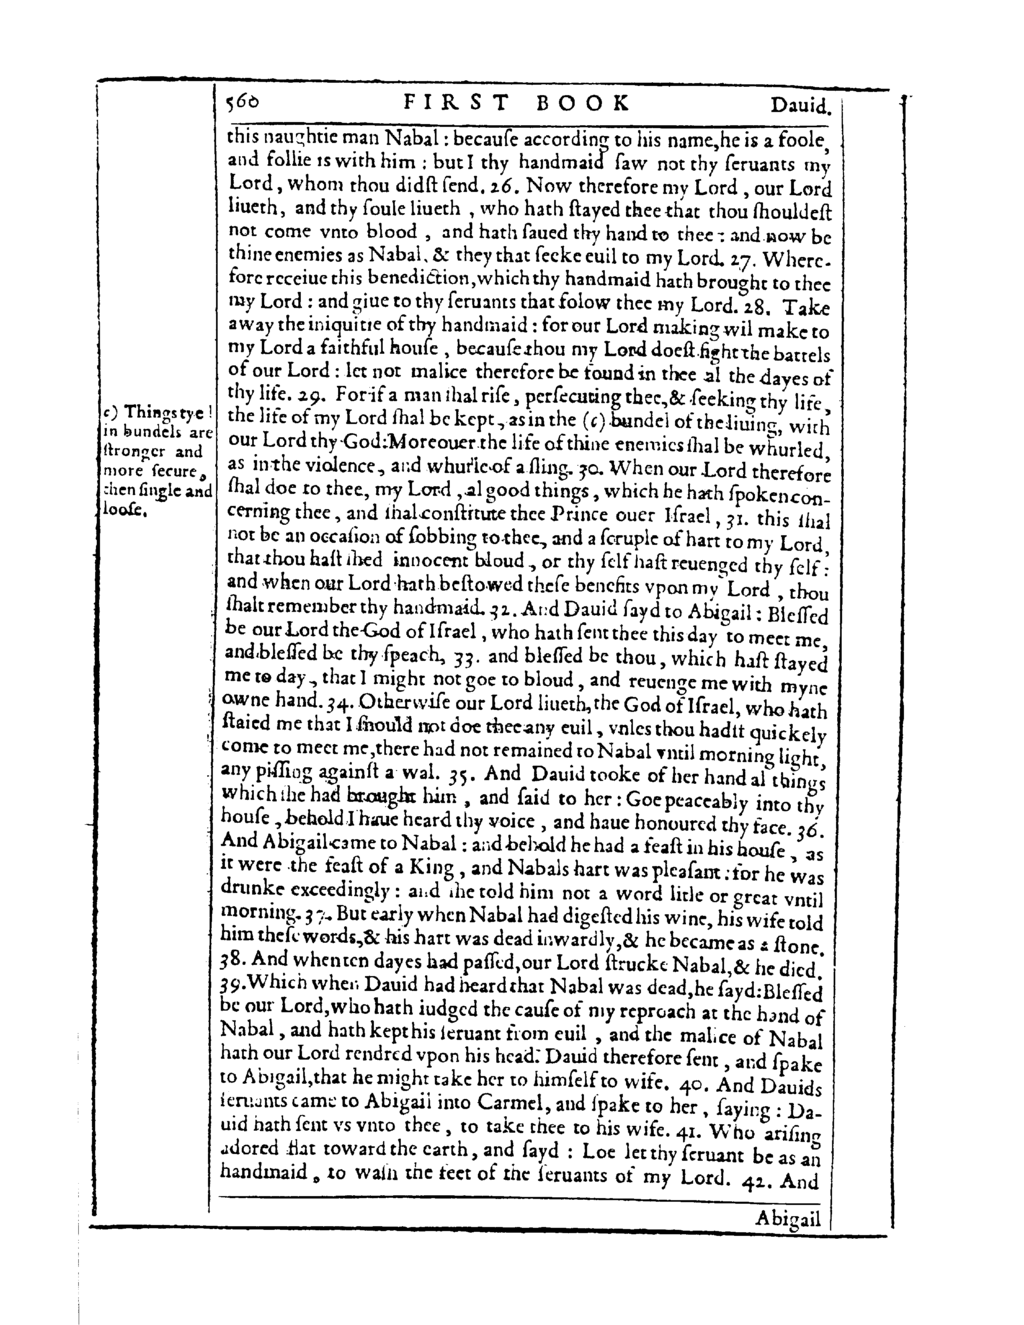 560 FIRST BOOK Dauid.
this naughtie man Nabal : becauſe according to his name,he is a foole,
and follie is with him : but I thy handmaid ſaw not thy ſeruants my
Lord, whom thou didſt ſend. 26. Now therefore my Lord , our Lord
liueth, and thy ſoule liueth , who hath ſtayed thee that thou ſhouldeſt
not come vnto blood , and hath ſaued thy hand to thee : and now be
thine enemies as Nabal, & they that ſeeke euil to my Lord. 27. Where-
fore receiue this benediction,which thy handmaid hath brought to thee
my Lord : and giue to thy ſeruants that folow thee my Lord. 28. Take
away the iniquitie of thy handmaid : for our Lord making wil make to
my Lord a faithful houſe , becauſe thou my Lord doeſt fight the battels
of our Lord : let not malice therefore be found in thee al the dayes of
thy life. 29. For if a man ſhal riſe , perſecuting thee,& ſeeking thy life,
the life of my Lord ſhal be kept , as in the (c) bundel of the liuing, with
our Lord thy God: Moreouer the life of thine enemies ſhal be whurled,
as in the violence, and whurle of a ſling. 30. When our Lord therefore
ſhal doe to thee, my Lord , al good things , which he hath ſpoken con-
cerning thee , and ſhal conſtitute thee Prince ouer Iſrael , 31. this ſhal
not be an occaſion of ſobbing to thee, and a ſcruple of hart to my Lord,
that thou haſt ſhed innocent bloud , or thy ſelf haſt reuenged thy ſelf :
and when our Lord hath beſtowed theſe benefits vpon my Lord , thou
ſhalt remember thy handmaid. 32. And Dauid ſayd to Abigail : Bleſſed
be our Lord the God of Iſrael , who hath ſent thee this day to meet me,
and bleſſed be thy ſpeach, 33. and bleſſed be thou, which haſt ſtayed
me to day , that I might not goe to bloud , and reuenge me with myne
owne hand. 34. Otherwiſe our Lord liueth, the God of Iſrael, who hath
ſtaied me that I ſhould not doe thee any euil , vnles thou hadſt quickely
come to meet me,there had not remained to Nabal vntil morning light,
any piſſing againſt a wal. 35. And Dauid tooke of her hand al things
which ſhe had brought him , and ſaid to her : Goe peaceably into thy
houſe , behold I haue heard thy voice , and haue honoured thy face. 36.
And Abigail came to Nabal : and behold he had a feaſt in his houſe , as
it were the feaſt of a King , and Nabals hart was pleaſant : for he was
drunke exceedingly : and ſhe told him not a word litle or great vntil
morning. 37. But early when Nabal had digeſted his wine, his wife told
him theſe words,& his hart was dead inwardly,& he became as a ſtone.
38. And when ten dayes had paſſed,our Lord ſtrucke Nabal,& he died.
39. Which when Dauid had heard that Nabal was dead,he ſayd:Bleſſed
be our Lord,who hath iudged the cauſe of my reproach at the hand of
Nabal , and hath kept his ſeruant from euil , and the malice of Nabal
hath our Lord rendred vpon his head: Dauid therefore ſent , and ſpake
to Abigail,that he might take her to himſelf to wife. 40. And Dauids
ſeruants came to Abigail into Carmel, and ſpake to her , ſaying : Da-
uid hath ſent vs vnto thee , to take thee to his wife. 41. Who ariſing
adored flat toward the earth , and ſayd : Loe let thy ſeruant be as an
handmaid , to waſh the feet of the ſeruants of my Lord. 42. And
Abigail
c) Things tye
in bundels are
ſtronger and
more ſecure,
then ſingle and
looſe.